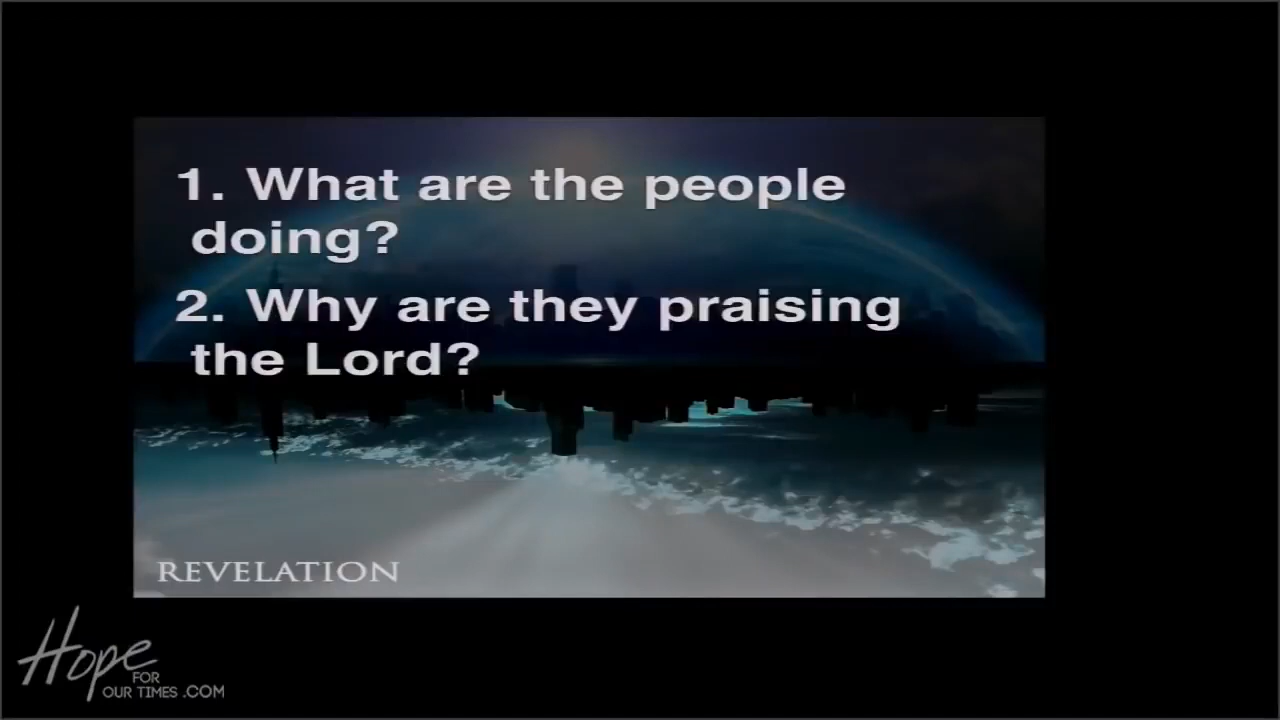 1. What are the people
doing?
2. Why are they praising
the Lord?
REVELATION
Hope
FOR
OUR TIMES .COM